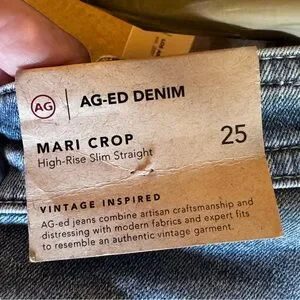 AG
AG-ED DENIM
MARI CROP
25
High-Rise Slim Straight
VINTAGE INSPIRED
AG-ed jeans combine artisan craftsmanship and
distressing with modern fabrics and expert fits
to resemble an authentic vintage garment.